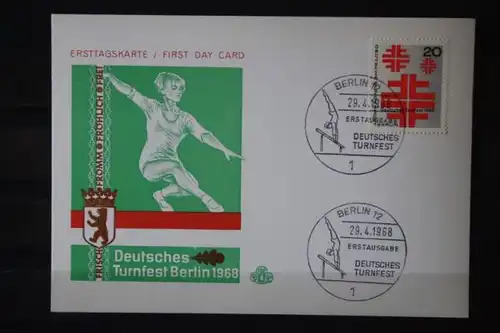 ERSTTAGSKARTE / FIRST DAY CARD
FRISCH FROMM FRÖHLICH FREI
Deutsches
Turnfest Berlin 1968
20
BERLIN 12
29.4.1968
ERSTAUSGABE
DEUTSCHES
TURNFEST
1
BERLIN 12
29.4.1968
ERSTAUSGABE
DEUTSCHES
TURNFEST
1